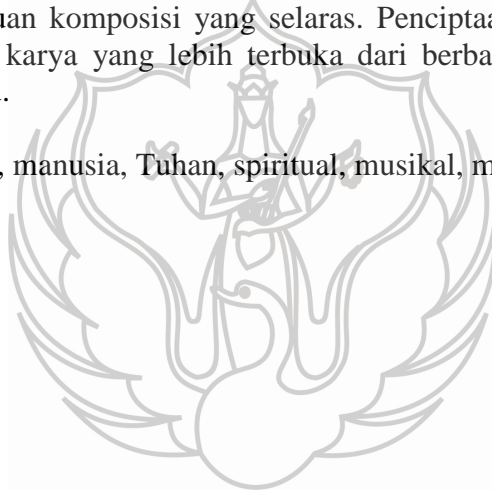 uan komposisi yang selaras. Penciptaa
karya yang lebih terbuka dari berba
, manusia, Tuhan, spiritual, musikal, m